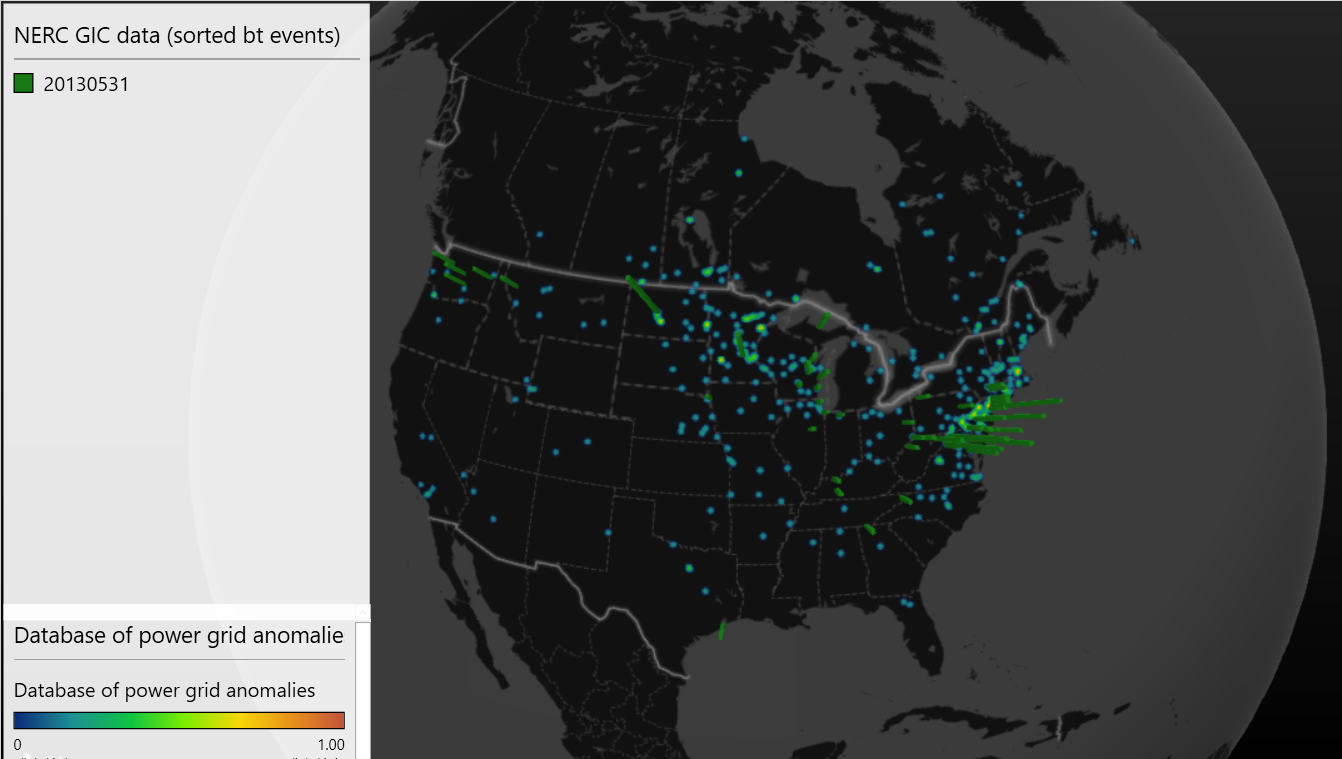 NERC GIC data (sorted bt events)
20130531
Database of power grid anomalie
Database of power grid anomalies
0 1.00